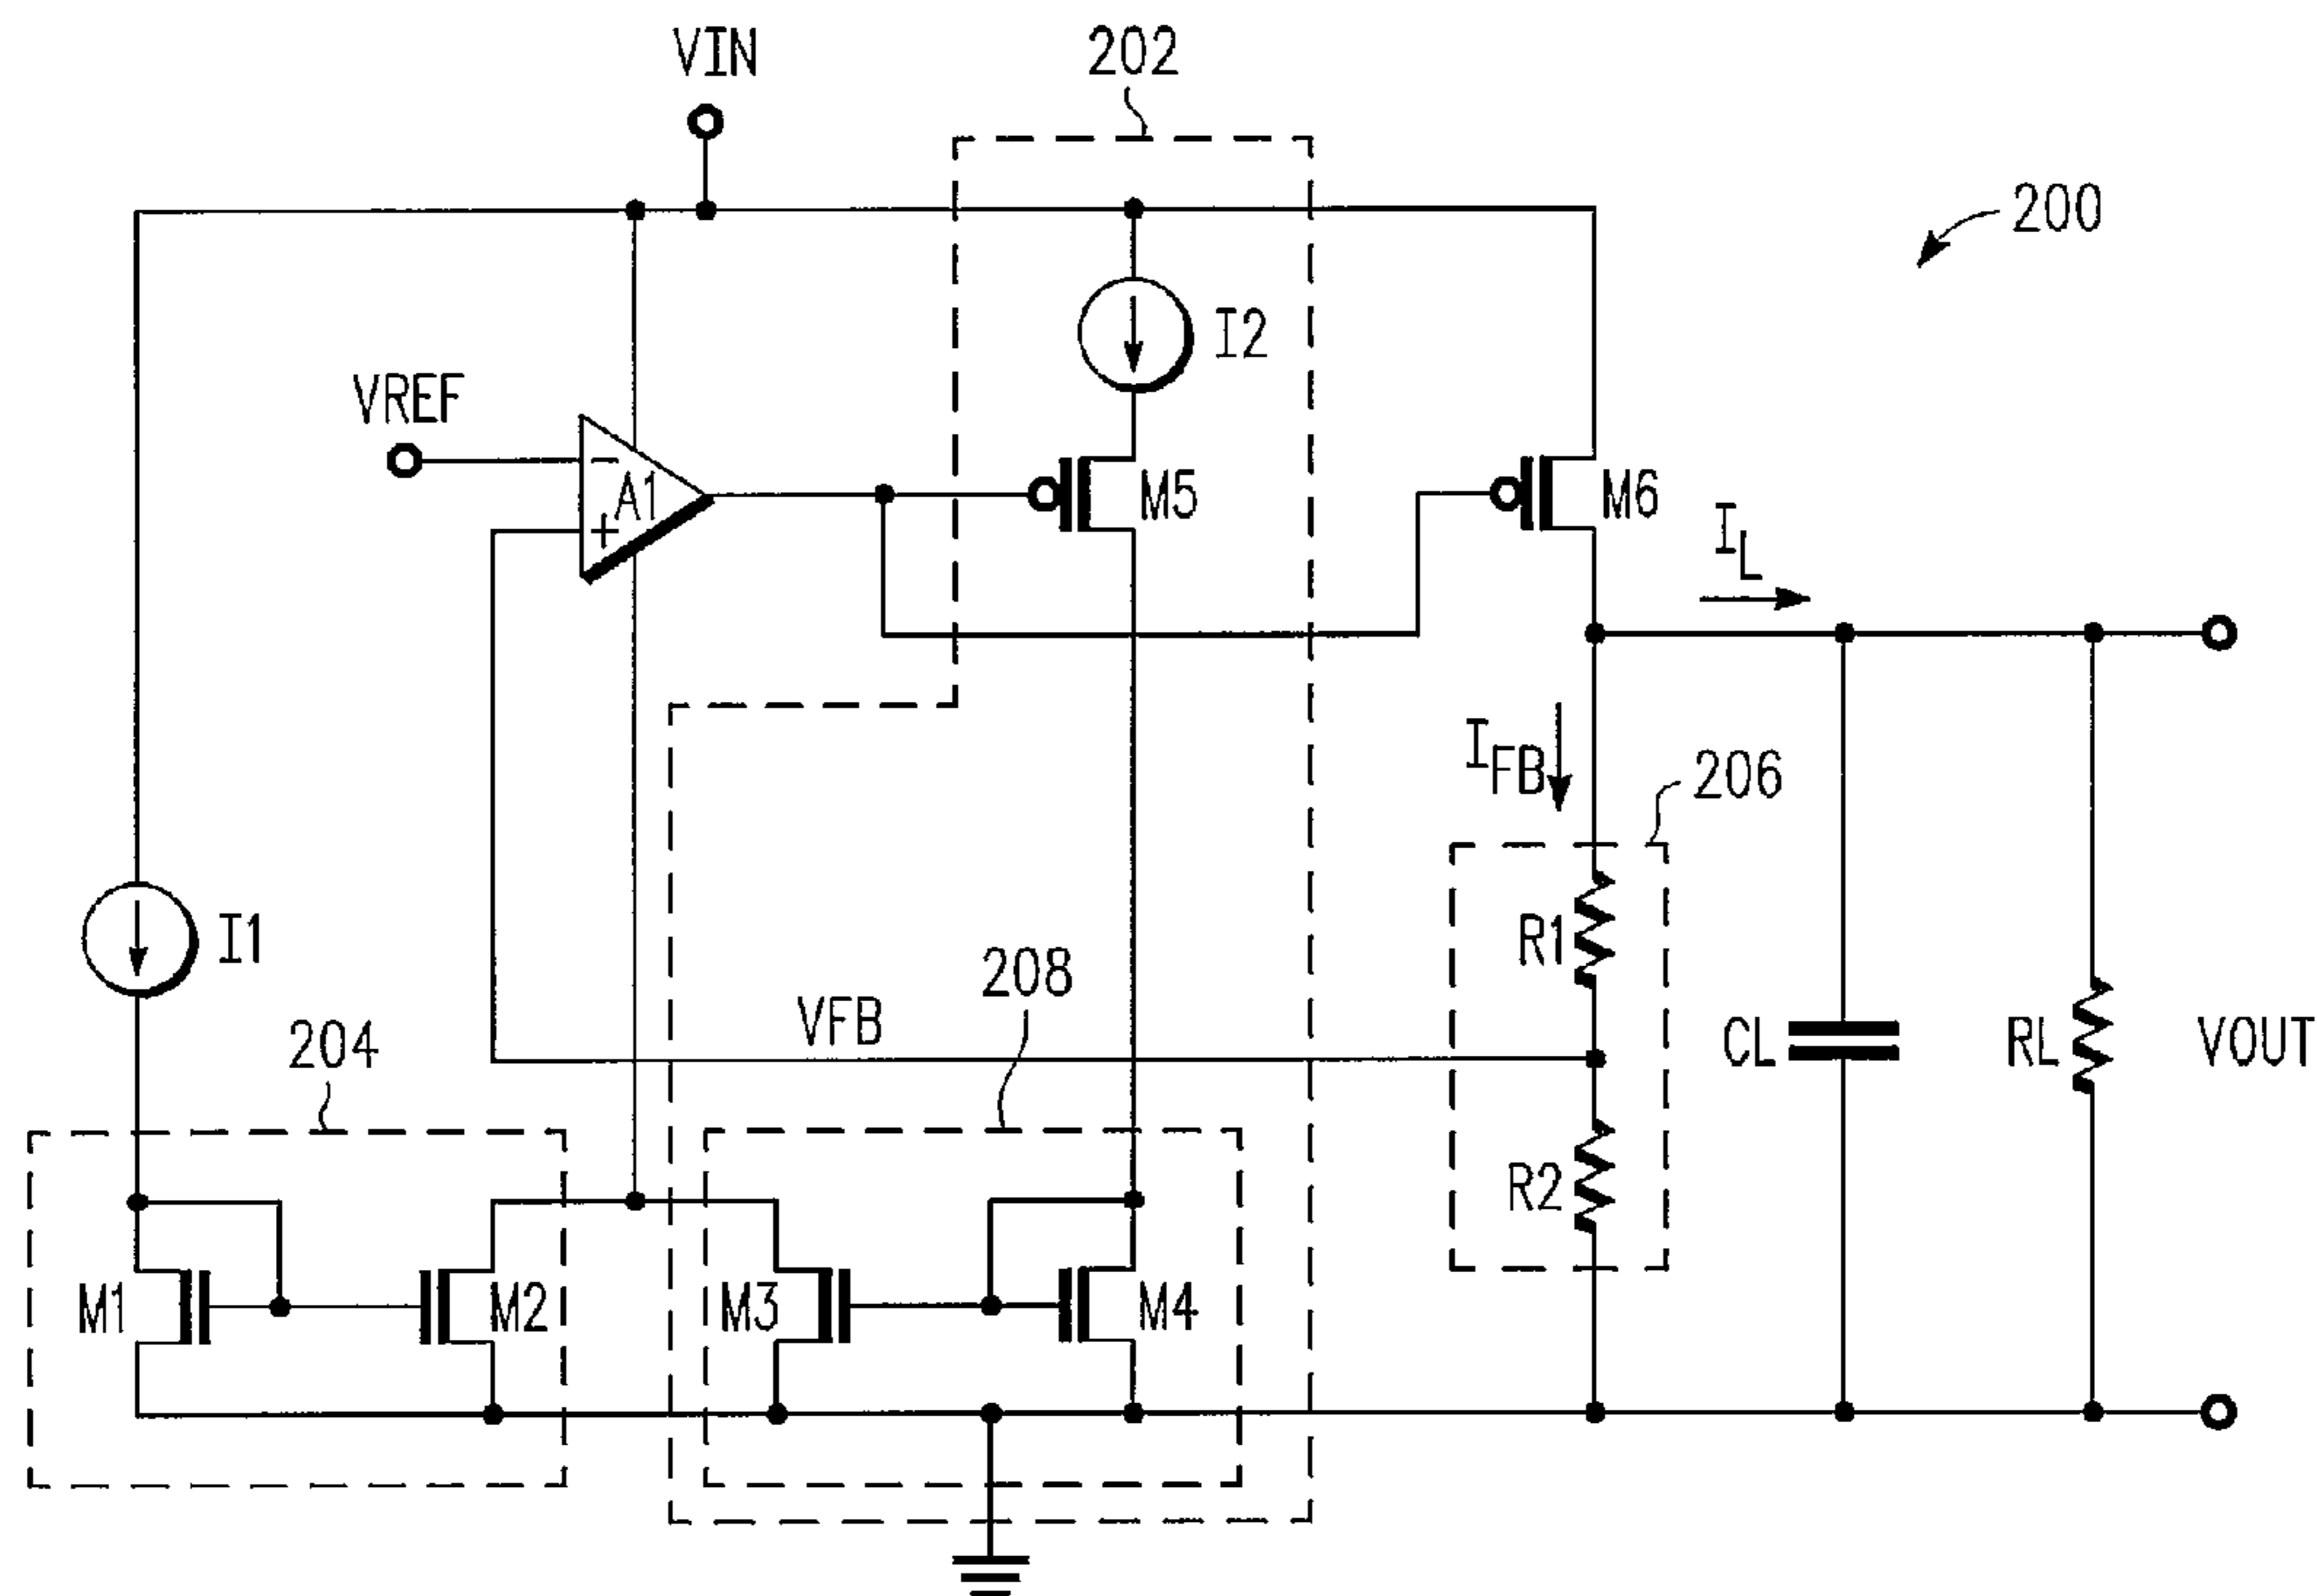 VIN
202
200
I2
VREF
−
A1
+
M5
M6
IL
IFB
206
I1
R1
208
VFB
204
CL
RL
VOUT
R2
M1
M2
M3
M4